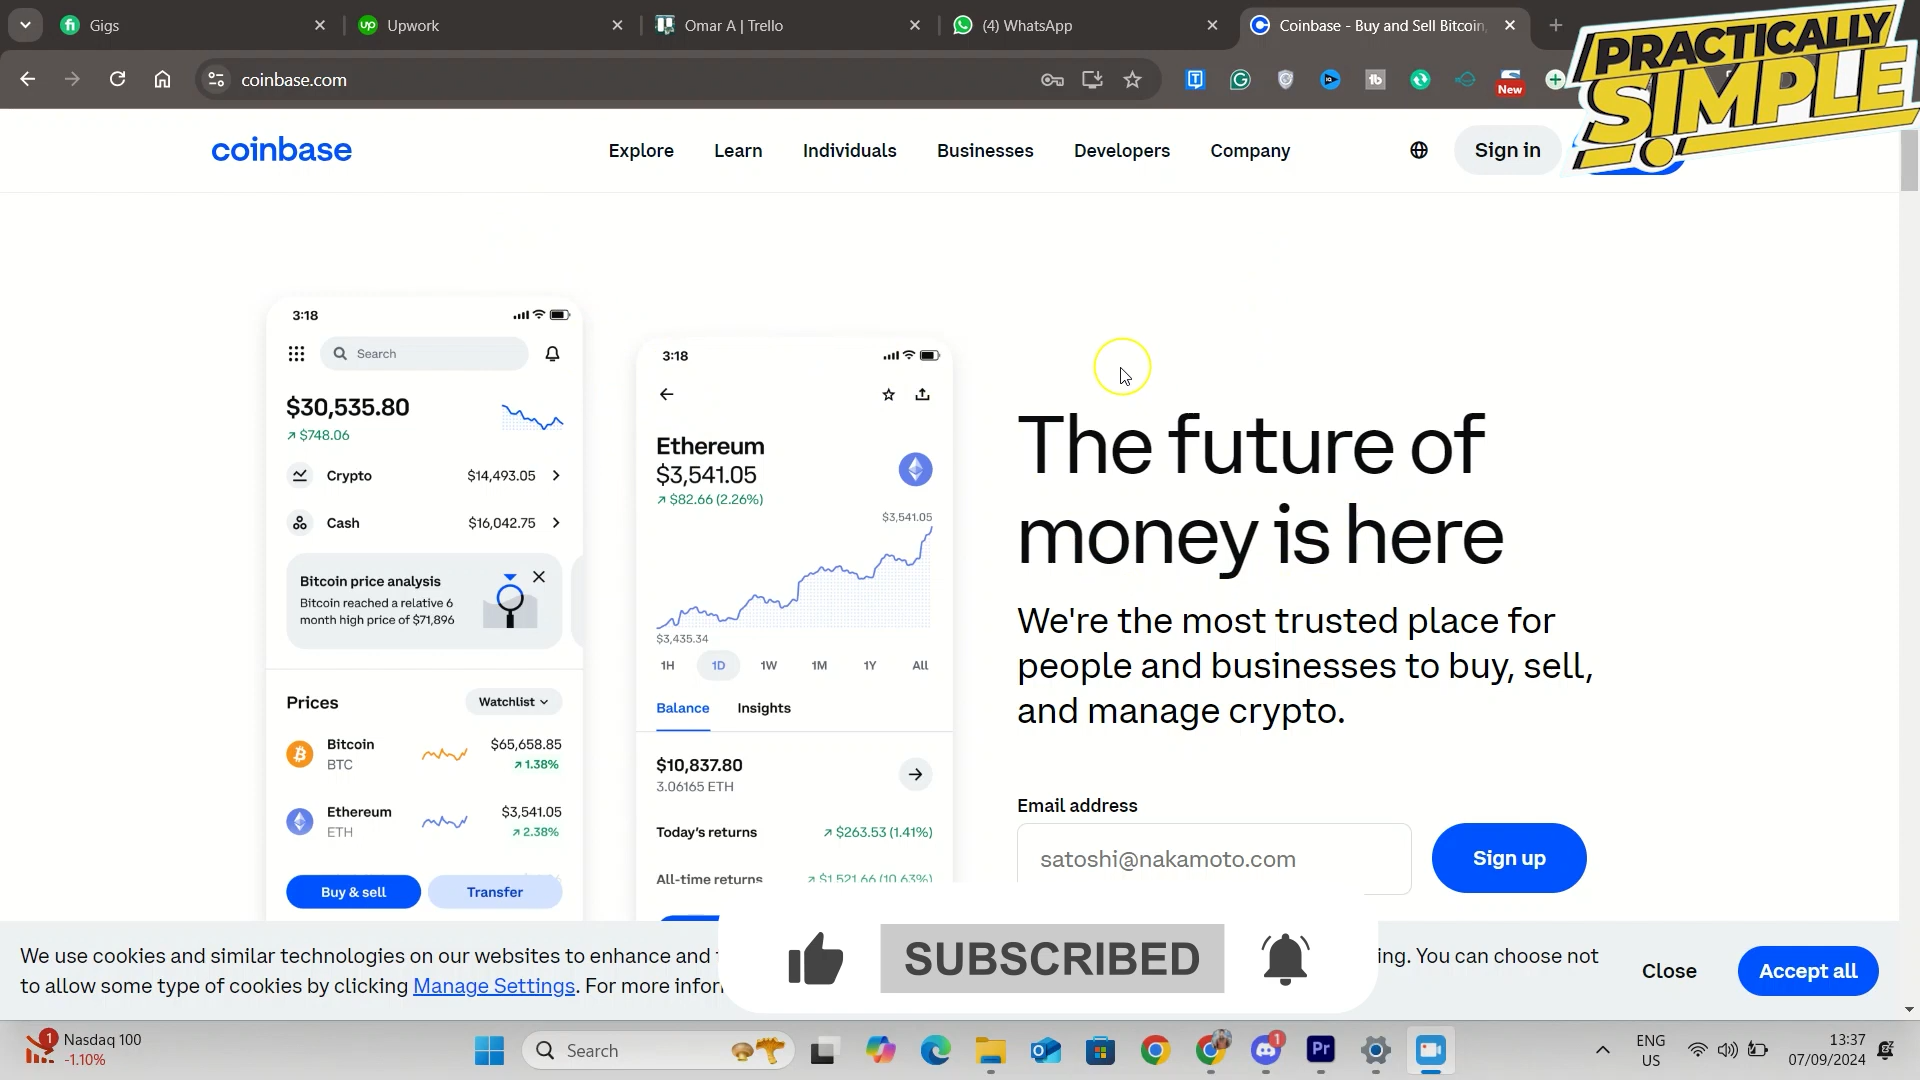 Gigs
Upwork
Omar A | Trello
(4) WhatsApp
Coinbase - Buy and Sell Bitcoin,
PRACTICALLY
SIMPLE
coinbase.com
New
coinbase
Explore
Learn
Individuals
Businesses
Developers
Company
Sign in
3:18
Search
$30,535.80
↗ $748.06
Crypto
$14,493.05
Cash
$16,042.75
Bitcoin price analysis
Bitcoin reached a relative 6
month high price of $71,896
Prices
Watchlist
Bitcoin
BTC
$65,658.85
↗ 1.38%
Ethereum
ETH
$3,541.05
↗ 2.38%
Buy & sell
Transfer
3:18
Ethereum
$3,541.05
↗ $82.66 (2.26%)
$3,541.05
$3,435.34
1H 1D 1W 1M 1Y All
Balance
Insights
$10,837.80
3.06165 ETH
Today's returns
↗ $263.53 (1.41%)
All-time returns
↗ $1,521.66 (10.63%)
The future of
money is here
We're the most trusted place for
people and businesses to buy, sell,
and manage crypto.
Email address
satoshi@nakamoto.com
Sign up
We use cookies and similar technologies on our websites to enhance and
ing. You can choose not
to allow some type of cookies by clicking Manage Settings. For more
SUBSCRIBED
Close
Accept all
1
Nasdaq 100
-1.10%
Search
1
Pr
ENG
US
13:37
07/09/2024